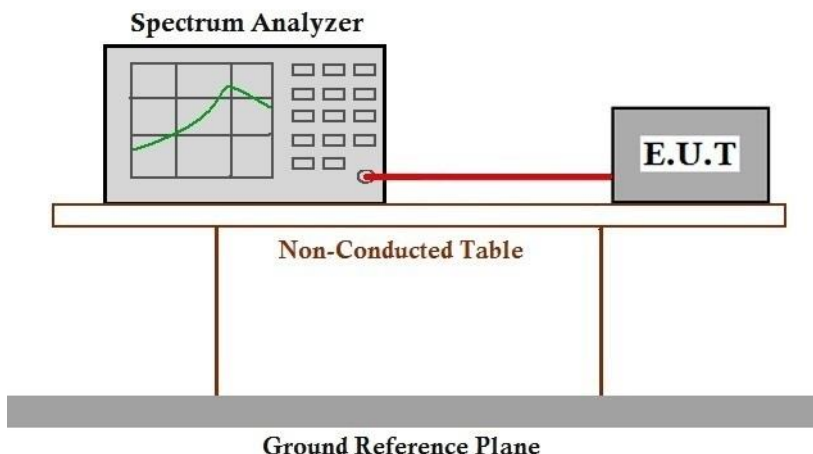 Spectrum Analyzer
E.U.T
Non-Conducted Table
Ground Reference Plane